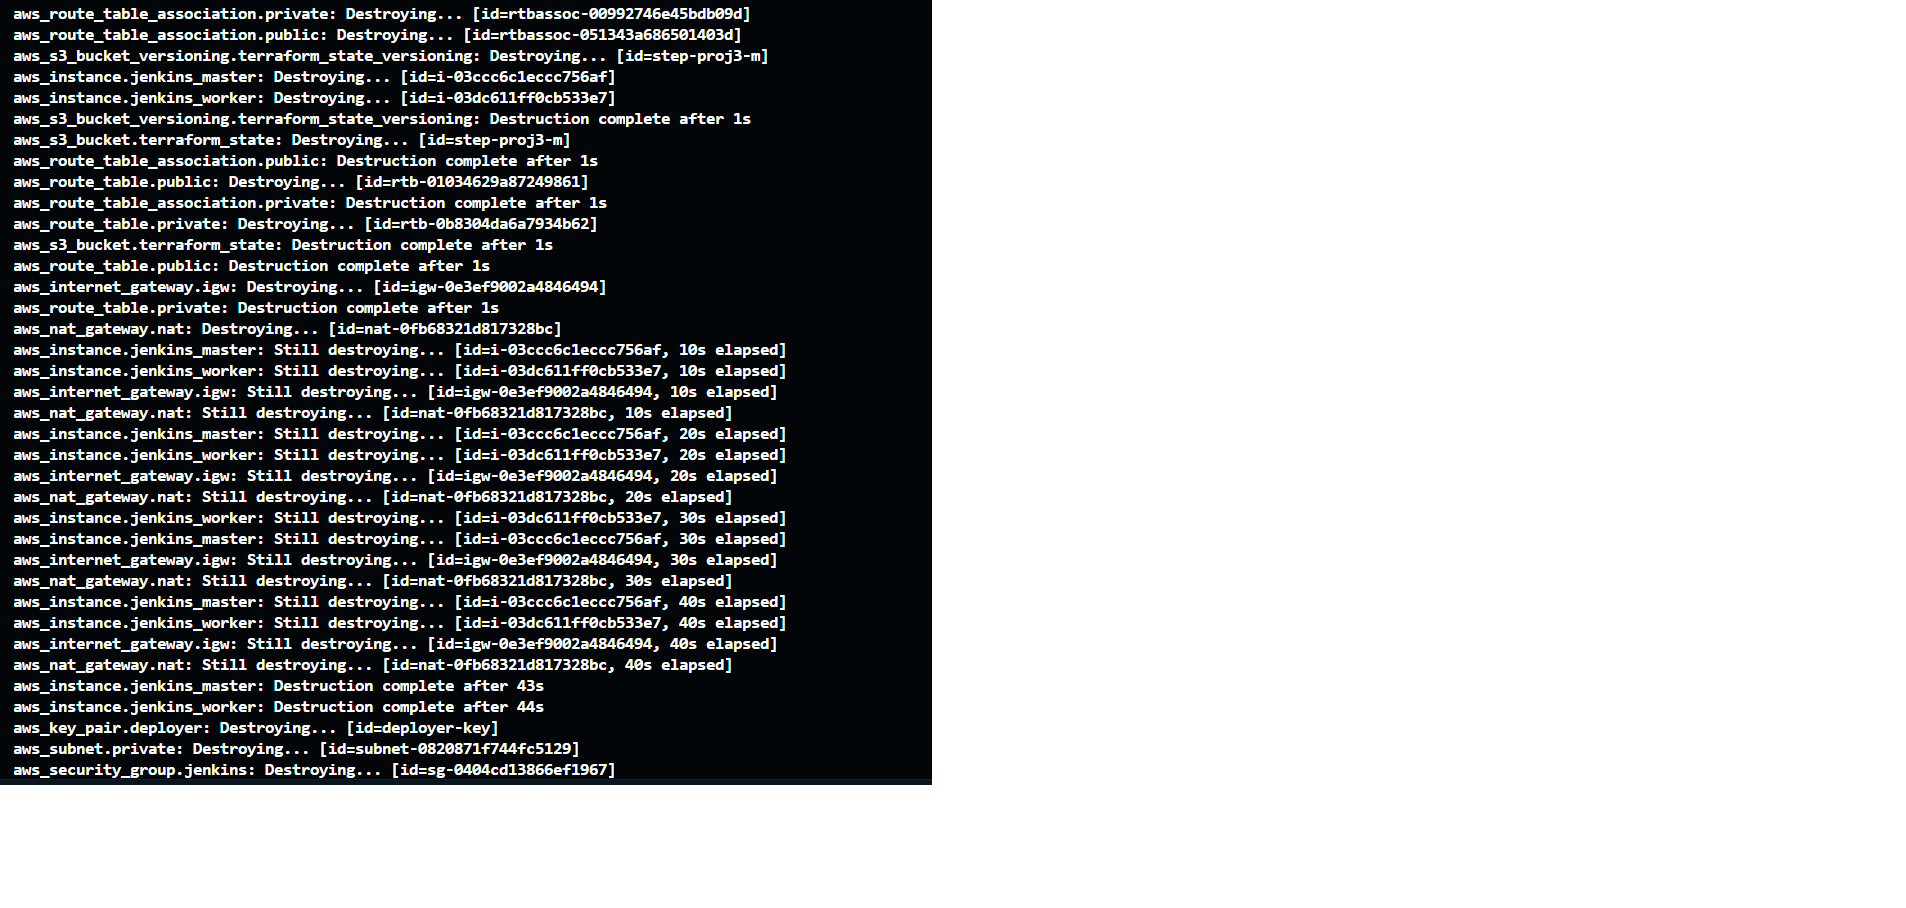 aws_route_table_association.private: Destroying... [id=rtbassoc-00992746e45bdb09d]
aws_route_table_association.public: Destroying... [id=rtbassoc-051343a686501403d]
aws_s3_bucket_versioning.terraform_state_versioning: Destroying... [id=step-proj3-m]
aws_instance.jenkins_master: Destroying... [id=i-03ccc6c1eccc756af]
aws_instance.jenkins_worker: Destroying... [id=i-03dc611ff0cb533e7]
aws_s3_bucket_versioning.terraform_state_versioning: Destruction complete after 1s
aws_s3_bucket.terraform_state: Destroying... [id=step-proj3-m]
aws_route_table_association.public: Destruction complete after 1s
aws_route_table.public: Destroying... [id=rtb-01034629a87249861]
aws_route_table_association.private: Destruction complete after 1s
aws_route_table.private: Destroying... [id=rtb-0b8304da6a7934b62]
aws_s3_bucket.terraform_state: Destruction complete after 1s
aws_route_table.public: Destruction complete after 1s
aws_internet_gateway.igw: Destroying... [id=igw-0e3ef9002a4846494]
aws_route_table.private: Destruction complete after 1s
aws_nat_gateway.nat: Destroying... [id=nat-0fb68321d817328bc]
aws_instance.jenkins_master: Still destroying... [id=i-03ccc6c1eccc756af, 10s elapsed]
aws_instance.jenkins_worker: Still destroying... [id=i-03dc611ff0cb533e7, 10s elapsed]
aws_internet_gateway.igw: Still destroying... [id=igw-0e3ef9002a4846494, 10s elapsed]
aws_nat_gateway.nat: Still destroying... [id=nat-0fb68321d817328bc, 10s elapsed]
aws_instance.jenkins_master: Still destroying... [id=i-03ccc6c1eccc756af, 20s elapsed]
aws_instance.jenkins_worker: Still destroying... [id=i-03dc611ff0cb533e7, 20s elapsed]
aws_internet_gateway.igw: Still destroying... [id=igw-0e3ef9002a4846494, 20s elapsed]
aws_nat_gateway.nat: Still destroying... [id=nat-0fb68321d817328bc, 20s elapsed]
aws_instance.jenkins_worker: Still destroying... [id=i-03dc611ff0cb533e7, 30s elapsed]
aws_instance.jenkins_master: Still destroying... [id=i-03ccc6c1eccc756af, 30s elapsed]
aws_internet_gateway.igw: Still destroying... [id=igw-0e3ef9002a4846494, 30s elapsed]
aws_nat_gateway.nat: Still destroying... [id=nat-0fb68321d817328bc, 30s elapsed]
aws_instance.jenkins_master: Still destroying... [id=i-03ccc6c1eccc756af, 40s elapsed]
aws_instance.jenkins_worker: Still destroying... [id=i-03dc611ff0cb533e7, 40s elapsed]
aws_internet_gateway.igw: Still destroying... [id=igw-0e3ef9002a4846494, 40s elapsed]
aws_nat_gateway.nat: Still destroying... [id=nat-0fb68321d817328bc, 40s elapsed]
aws_instance.jenkins_master: Destruction complete after 43s
aws_instance.jenkins_worker: Destruction complete after 44s
aws_key_pair.deployer: Destroying... [id=deployer-key]
aws_subnet.private: Destroying... [id=subnet-0820871f744fc5129]
aws_security_group.jenkins: Destroying... [id=sg-0404cd13866ef1967]